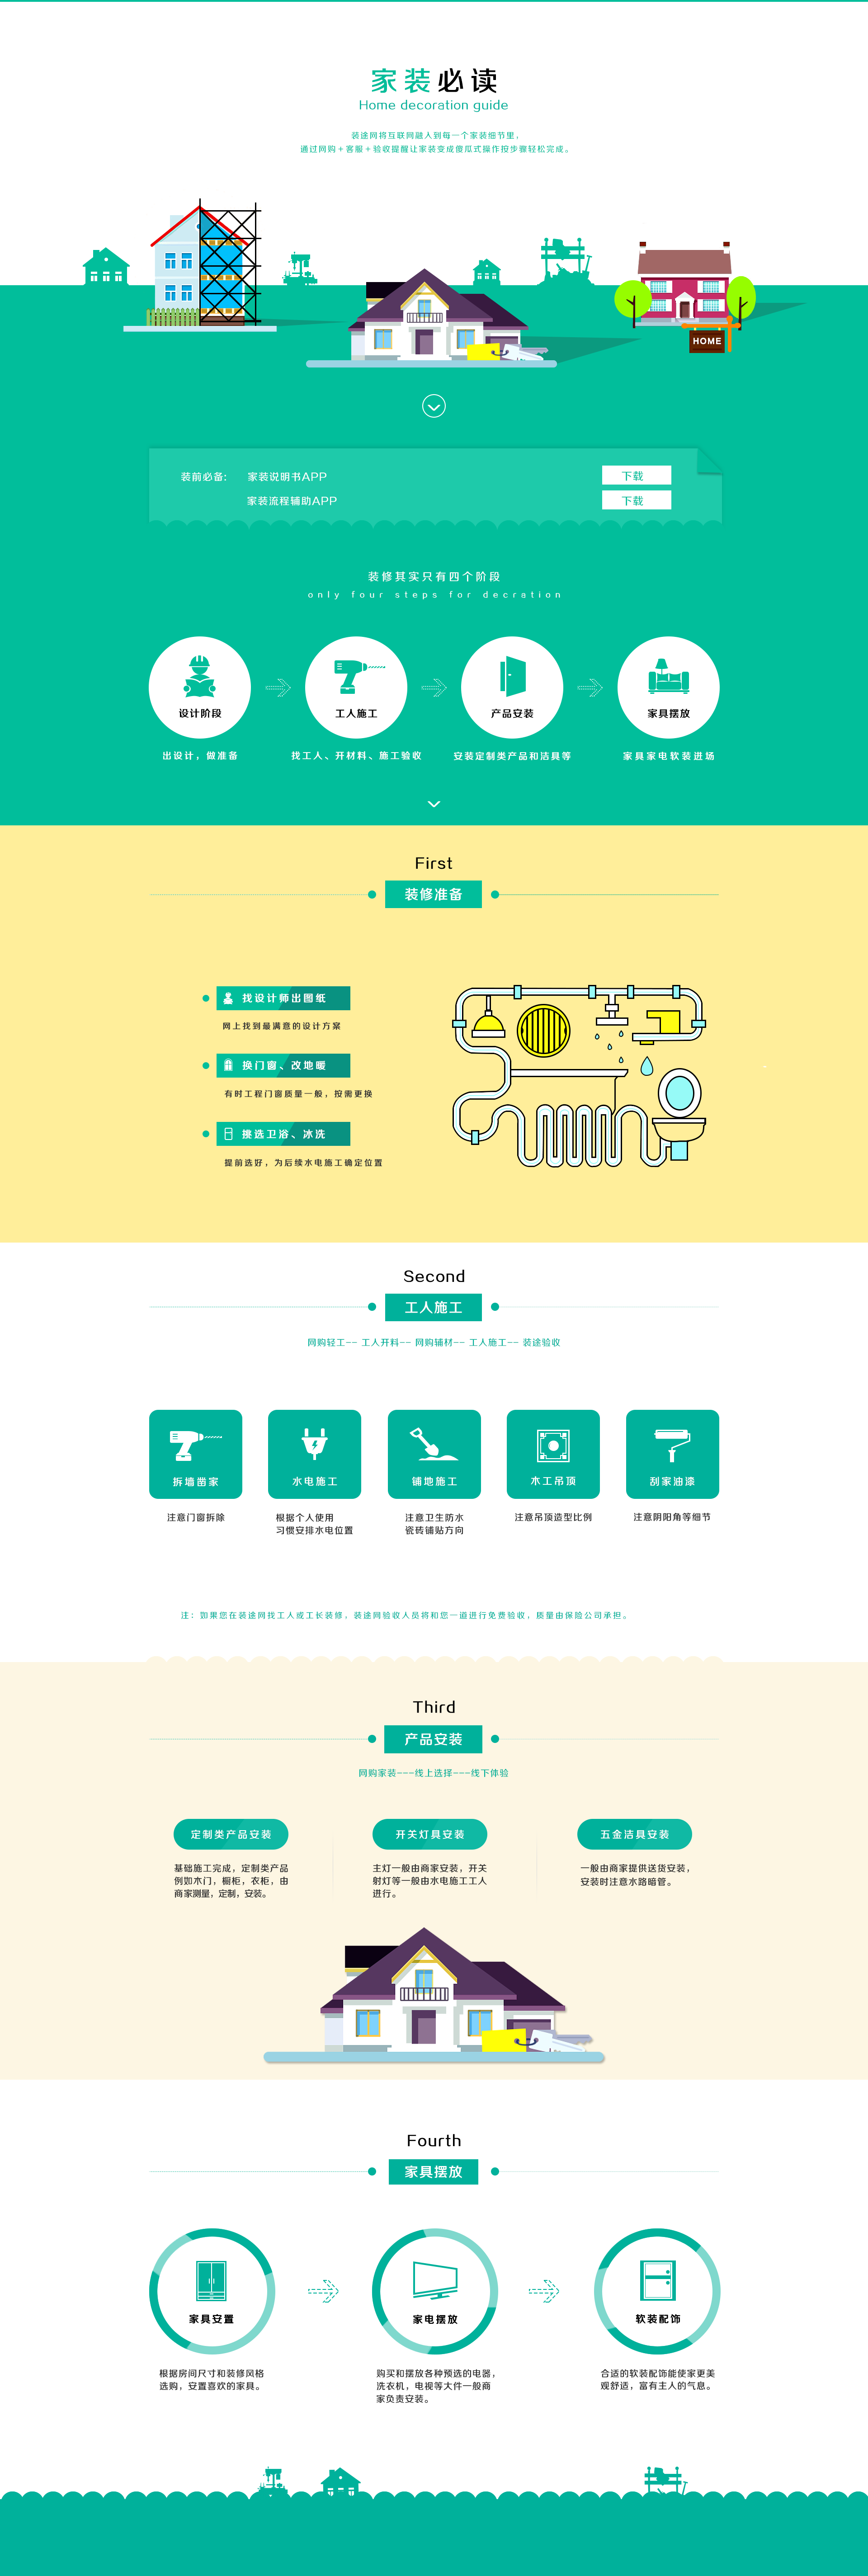 家装必读
Home decoration guide
装途网将互联网融入到每一个家装细节里，
通过网购＋客服＋验收提醒让家装变成傻瓜式操作按步骤轻松完成。
HOME
装前必备: 家装说明书APP 下载
家装流程辅助APP 下载
装修其实只有四个阶段
only four steps for decration
设计阶段 工人施工 产品安装 家具摆放
出设计，做准备 找工人、开材料、施工验收 安装定制类产品和洁具等 家具家电软装进场
First
装修准备
找设计师出图纸
网上找到最满意的设计方案
换门窗、改地暖
有时工程门窗质量一般，按需更换
挑选卫浴、冰洗
提前选好，为后续水电施工确定位置
Second
工人施工
网购轻工-- 工人开料-- 网购辅材-- 工人施工-- 装途验收
拆墙凿家 水电施工 铺地施工 木工吊顶 刮家油漆
注意门窗拆除 根据个人使用 注意卫生防水 注意吊顶造型比例 注意阴阳角等细节
习惯安排水电位置 瓷砖铺贴方向
注：如果您在装途网找工人或工长装修，装途网验收人员将和您一道进行免费验收，质量由保险公司承担。
Third
产品安装
网购家装---线上选择---线下体验
定制类产品安装 开关灯具安装 五金洁具安装
基础施工完成，定制类产品 主灯一般由商家安装，开关 一般由商家提供送货安装，
例如木门，橱柜，衣柜，由 射灯等一般由水电施工工人 安装时注意水路暗管。
商家测量，定制，安装。 进行。
Fourth
家具摆放
家具安置 家电摆放 软装配饰
根据房间尺寸和装修风格 购买和摆放各种预选的电器， 合适的软装配饰能使家更美
选购，安置喜欢的家具。 洗衣机，电视等大件一般商 观舒适，富有主人的气息。
家负责安装。